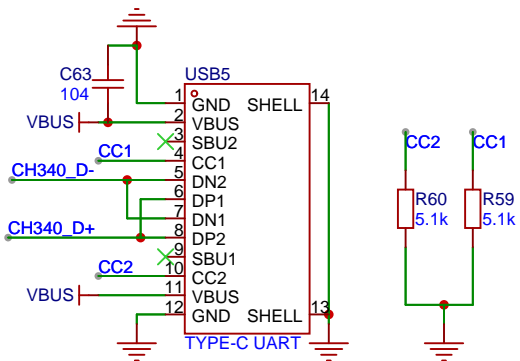 C63
104
VBUS
USB5
1 GND SHELL 14
2 VBUS
3 SBU2
CC1 4 CC1
CH340_D- 5 DN2
6 DP1
7 DN1
CH340_D+ 8 DP2
9 SBU1
CC2 10 CC2
VBUS 11 VBUS
12 GND SHELL 13
TYPE-C UART
CC2 CC1
R60 R59
5.1k 5.1k